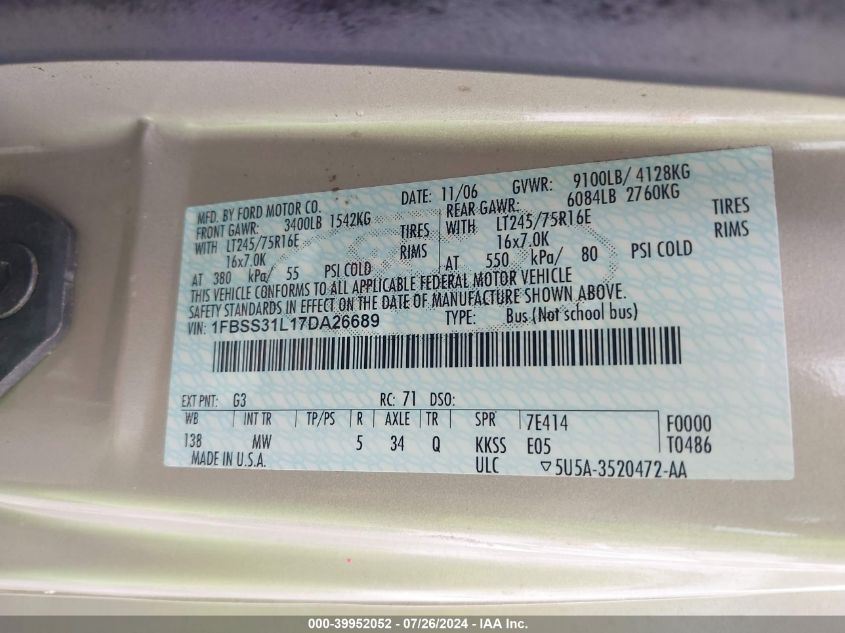 MFD. BY FORD MOTOR CO. DATE: 11/06 GVWR: 9100LB/ 4128KG
FRONT GAWR: 3400LB 1542KG REAR GAWR: 6084LB 2760KG
WITH LT245/75R16E TIRES WITH LT245/75R16E TIRES
16x7.0K RIMS 16x7.0K RIMS
AT 380 kPa/ 55 PSI COLD AT 550 kPa/ 80 PSI COLD
THIS VEHICLE CONFORMS TO ALL APPLICABLE FEDERAL MOTOR VEHICLE
SAFETY STANDARDS IN EFFECT ON THE DATE OF MANUFACTURE SHOWN ABOVE.
VIN: 1FBSS31L17DA26689 TYPE: Bus (Not school bus)
EXT PNT: G3 RC: 71 DSO:
WB INT TR TP/PS R AXLE TR SPR 7E414 F0000
138 MW 5 34 Q KKSS E05 T0486
MADE IN U.S.A. ULC ▽5U5A-3520472-AA
000-39952052 - 07/26/2024 - IAA Inc.